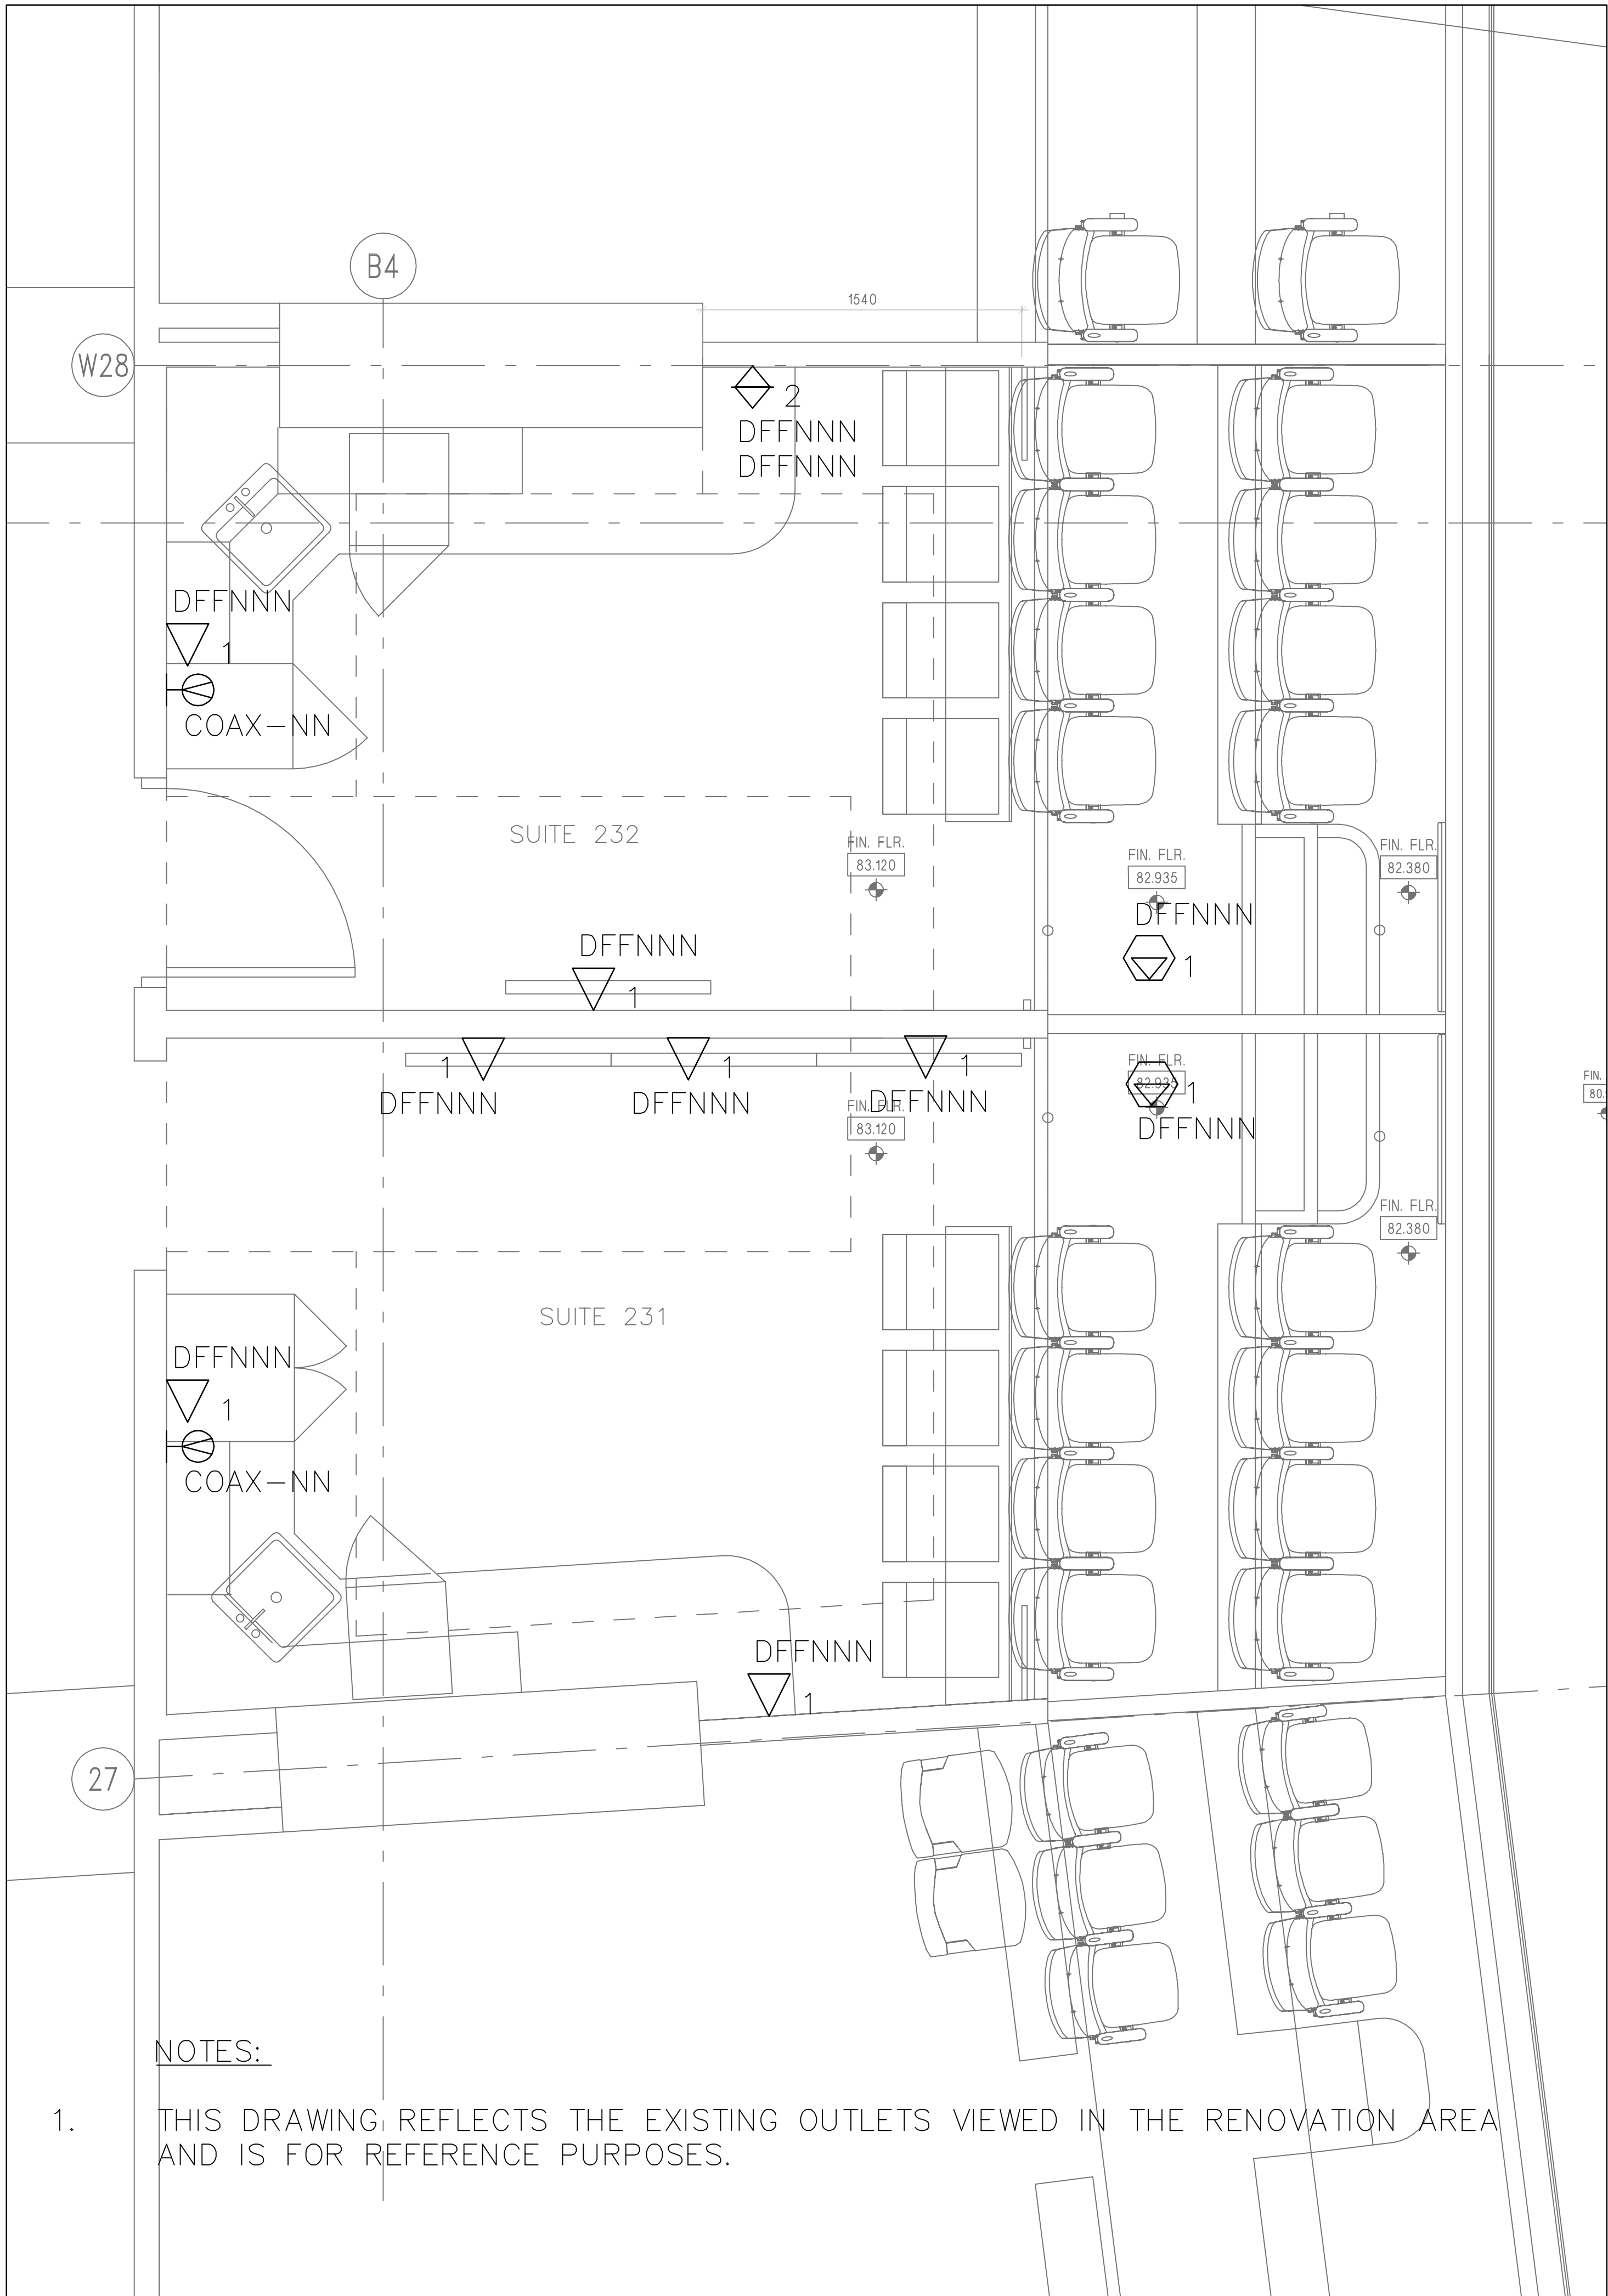 B4
1540
W28
2
DFFNNN
DFFNNN
DFFNNN
1
COAX-NN
SUITE 232
FIN. FLR.
83.120
FIN. FLR.
82.935
FIN. FLR.
82.380
DFFNNN
1
DFFNNN
1
1
DFFNNN
1
DFFNNN
1
DFFNNN
FIN. FLR.
82.935
1
DFFNNN
FIN. FLR.
83.120
FIN.
FIN. FLR.
82.380
SUITE 231
DFFNNN
1
COAX-NN
DFFNNN
1
27
NOTES:
1. THIS DRAWING REFLECTS THE EXISTING OUTLETS VIEWED IN THE RENOVATION AREA
AND IS FOR REFERENCE PURPOSES.